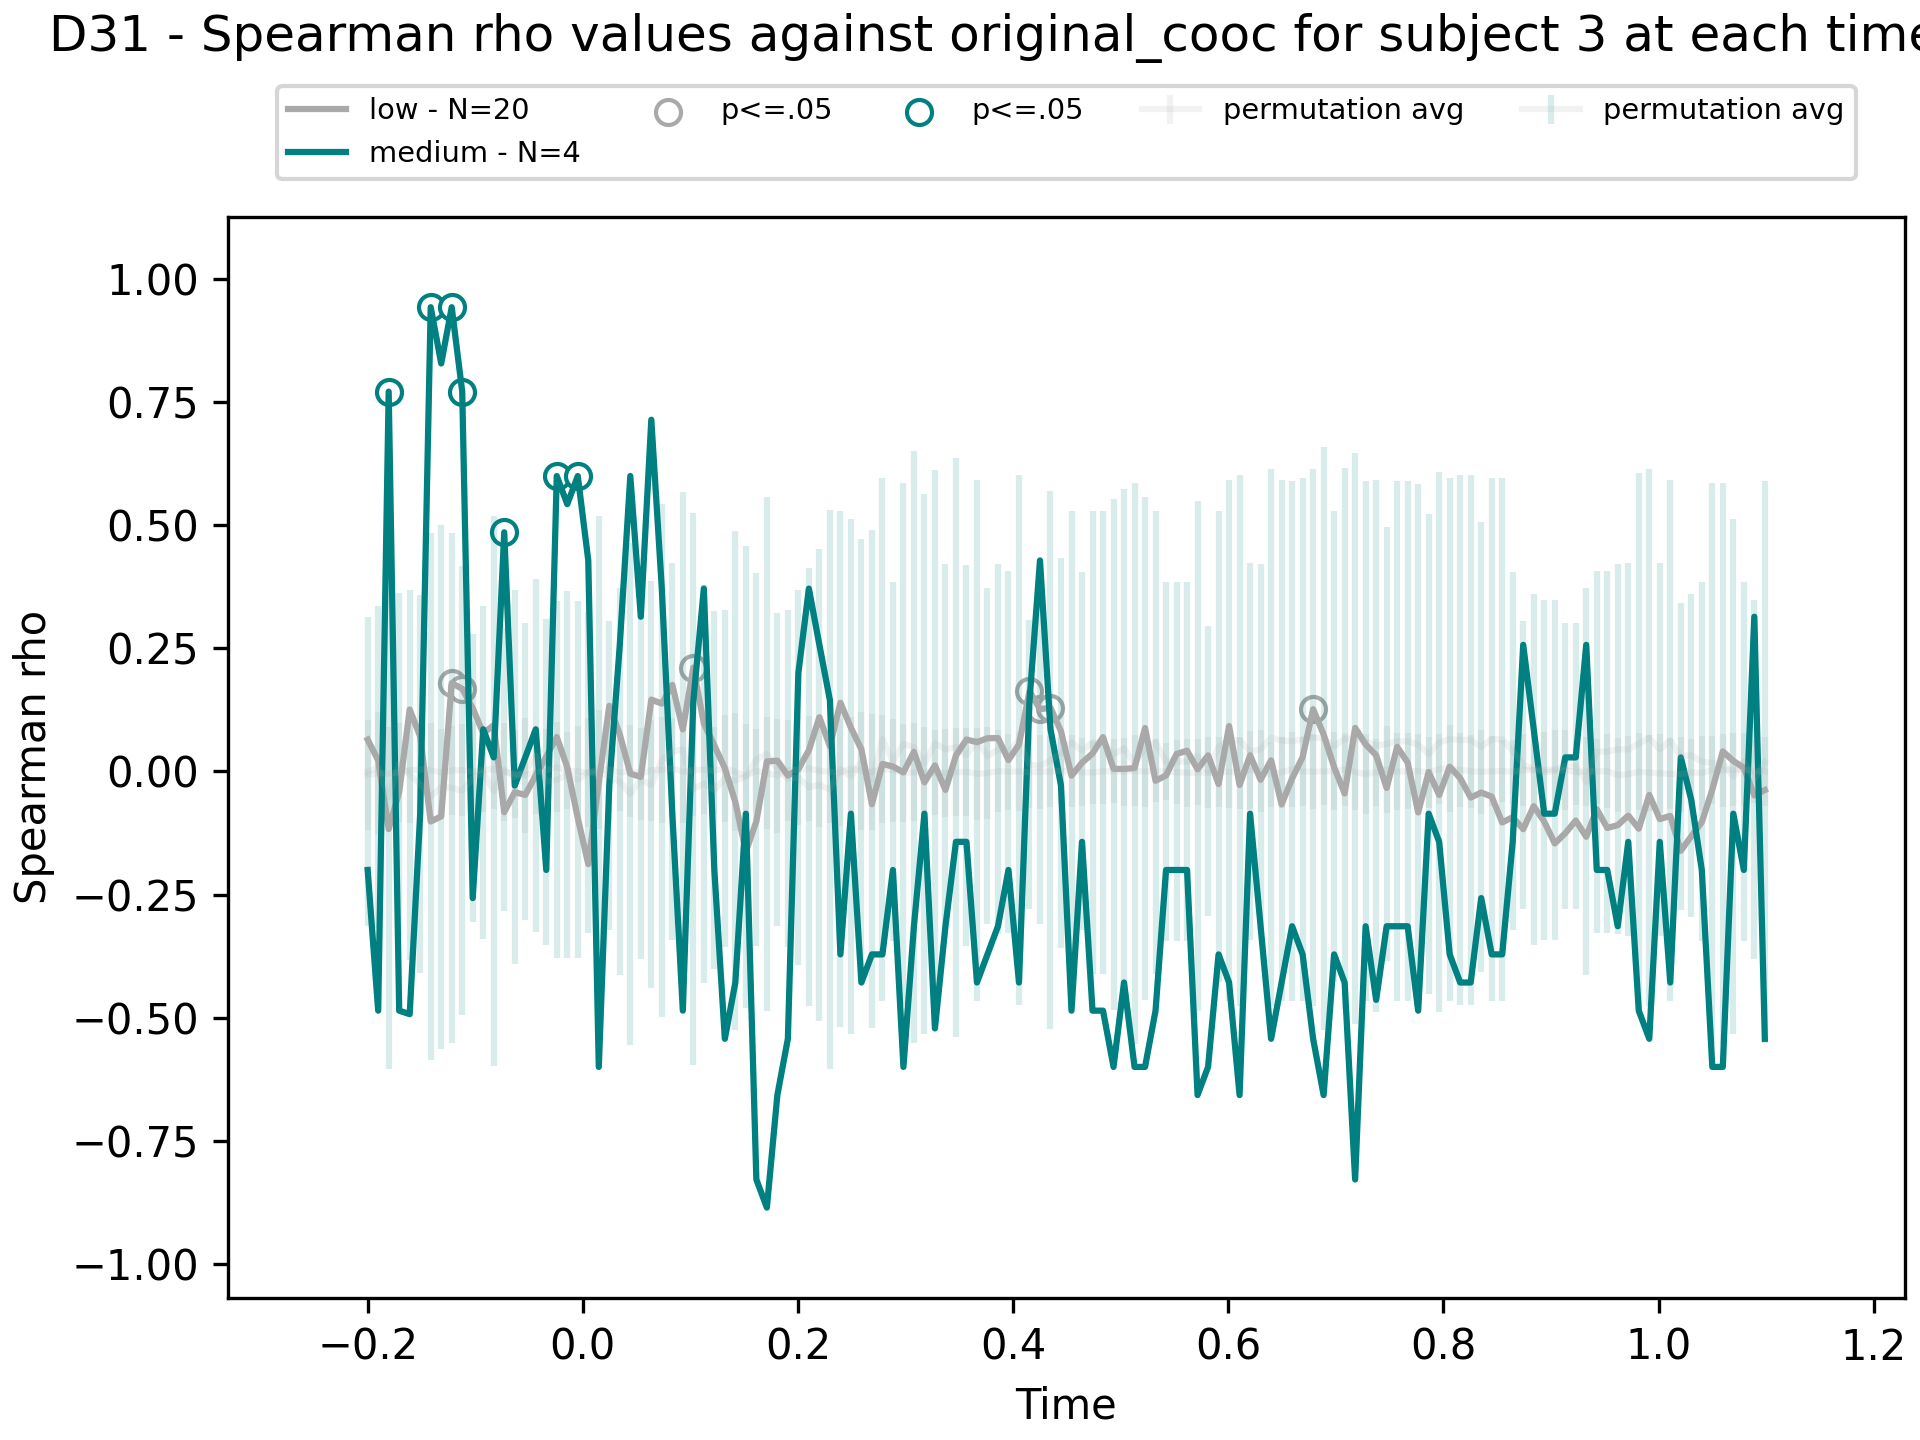 D31 - Spearman rho values against original_cooc for subject 3 at each time
low - N=20
medium - N=4
p<=.05
p<=.05
permutation avg
permutation avg
1.00
0.75
0.50
0.25
0.00
−0.25
−0.50
−0.75
−1.00
Spearman rho
−0.2
0.0
0.2
0.4
0.6
0.8
1.0
1.2
Time